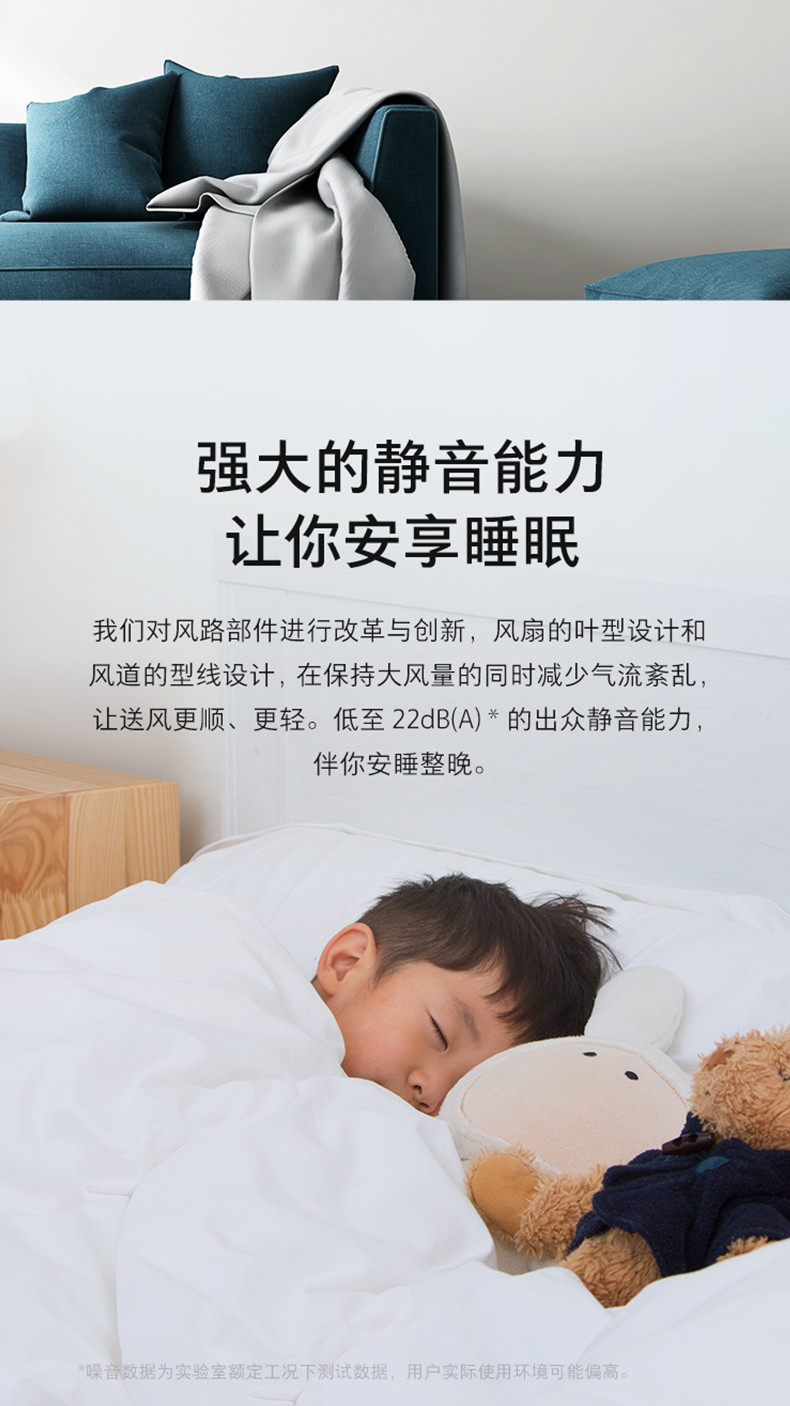 强大的静音能力
让你安享睡眠
我们对风路部件进行改革与创新，风扇的叶型设计和
风道的型线设计, 在保持大风量的同时减少气流紊乱，
让送风更顺、更轻。低至 22dB(A) * 的出众静音能力，
伴你安睡整晚。
*噪音数据为实验室额定工况下测试数据，用户实际使用环境可能偏高。